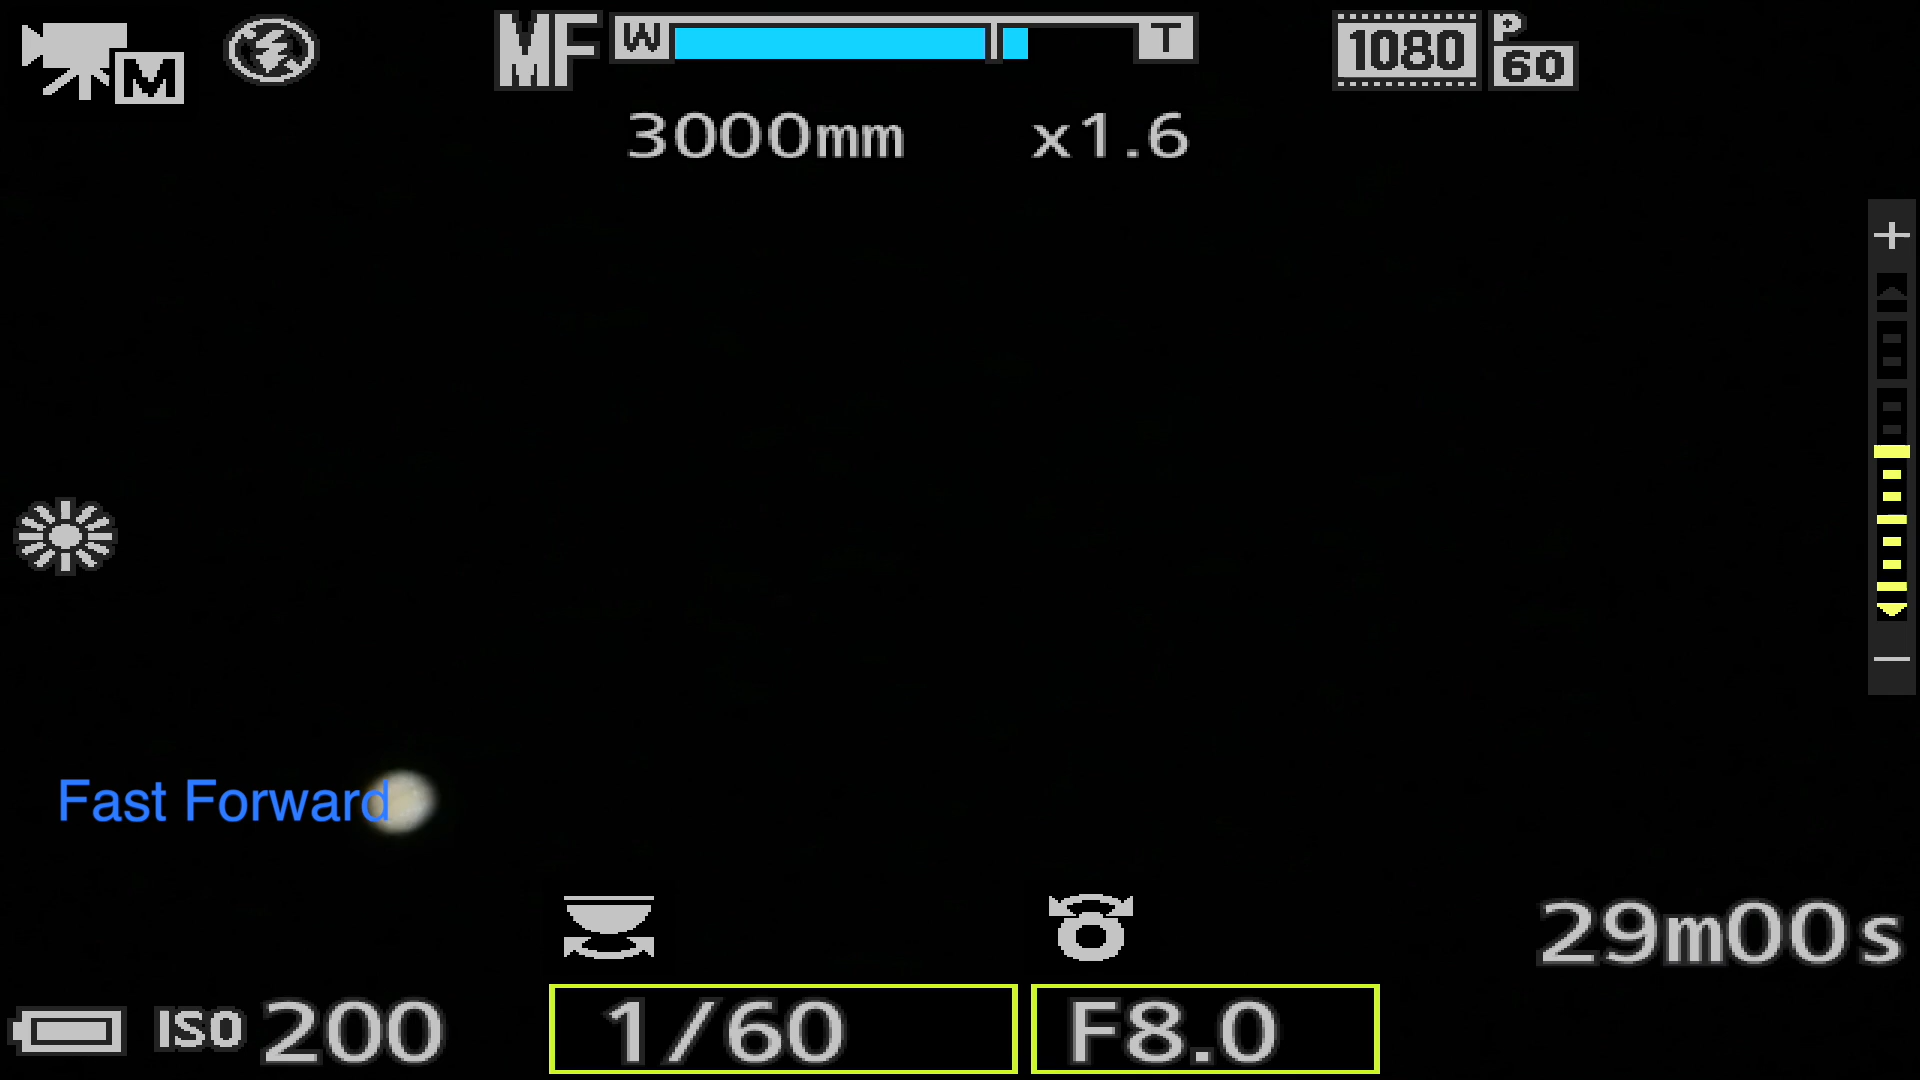 M
MF
W
T
1080
P
60
3000mm x1.6
+
Fast Forward
29m00s
ISO 200
1/60
F8.0